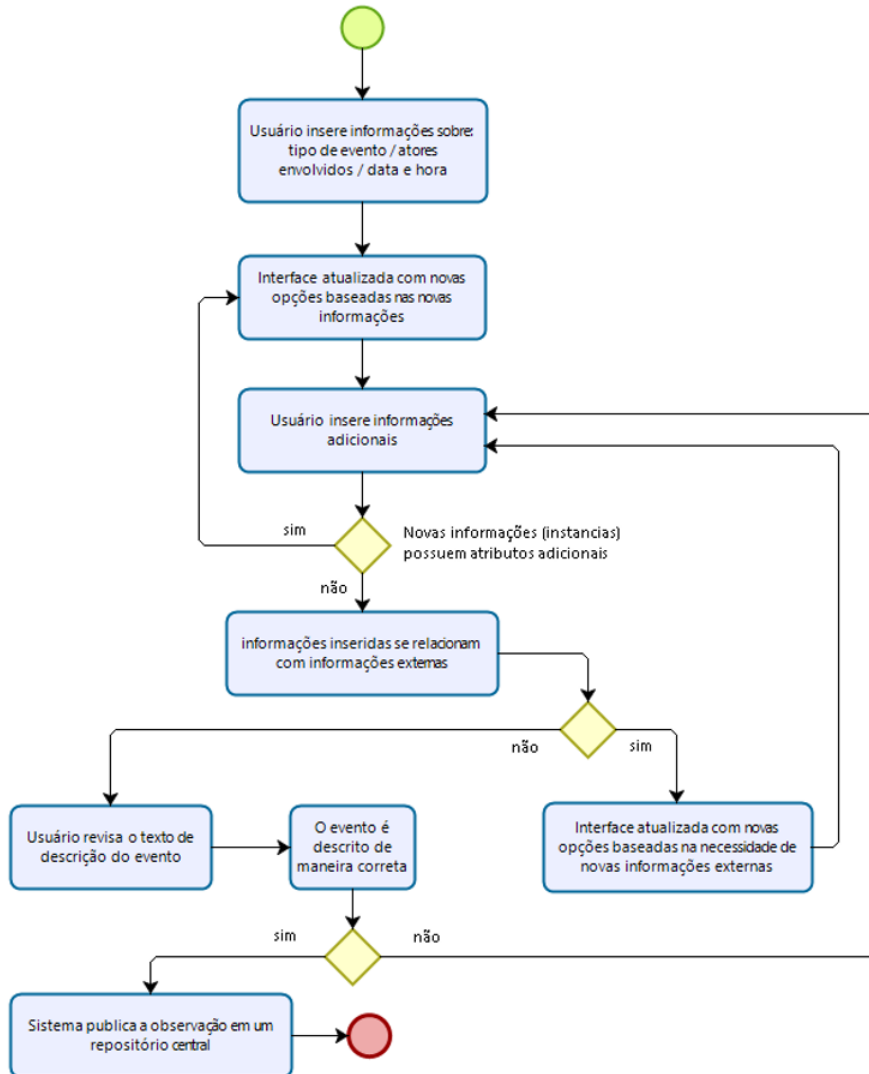 Usuário insere informações sobre:
tipo de evento / atores
envolvidos / data e hora
Interface atualizada com novas
opções baseadas nas novas
informações
Usuário insere informações
adicionais
sim
Novas informações (instancias)
possuem atributos adicionais
não
informações inseridas se relacionam
com informações externas
não
sim
Usuário revisa o texto de
descrição do evento
O evento é
descrito de
maneira correta
Interface atualizada com novas
opções baseadas na necessidade de
novas informações externas
sim
não
Sistema publica a observação em um
repositório central